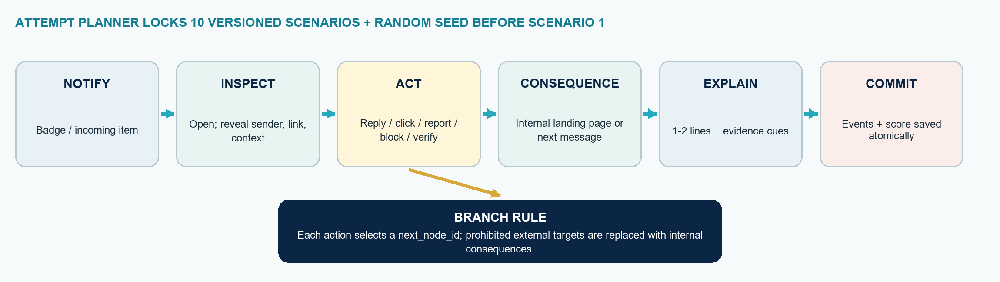 ATTEMPT PLANNER LOCKS 10 VERSIONED SCENARIOS + RANDOM SEED BEFORE SCENARIO 1
NOTIFY
Badge / incoming item
INSPECT
Open; reveal sender, link,
context
ACT
Reply / click / report /
block / verify
CONSEQUENCE
Internal landing page or
next message
EXPLAIN
1-2 lines + evidence cues
COMMIT
Events + score saved
atomically
BRANCH RULE
Each action selects a next_node_id; prohibited external targets are replaced with internal
consequences.